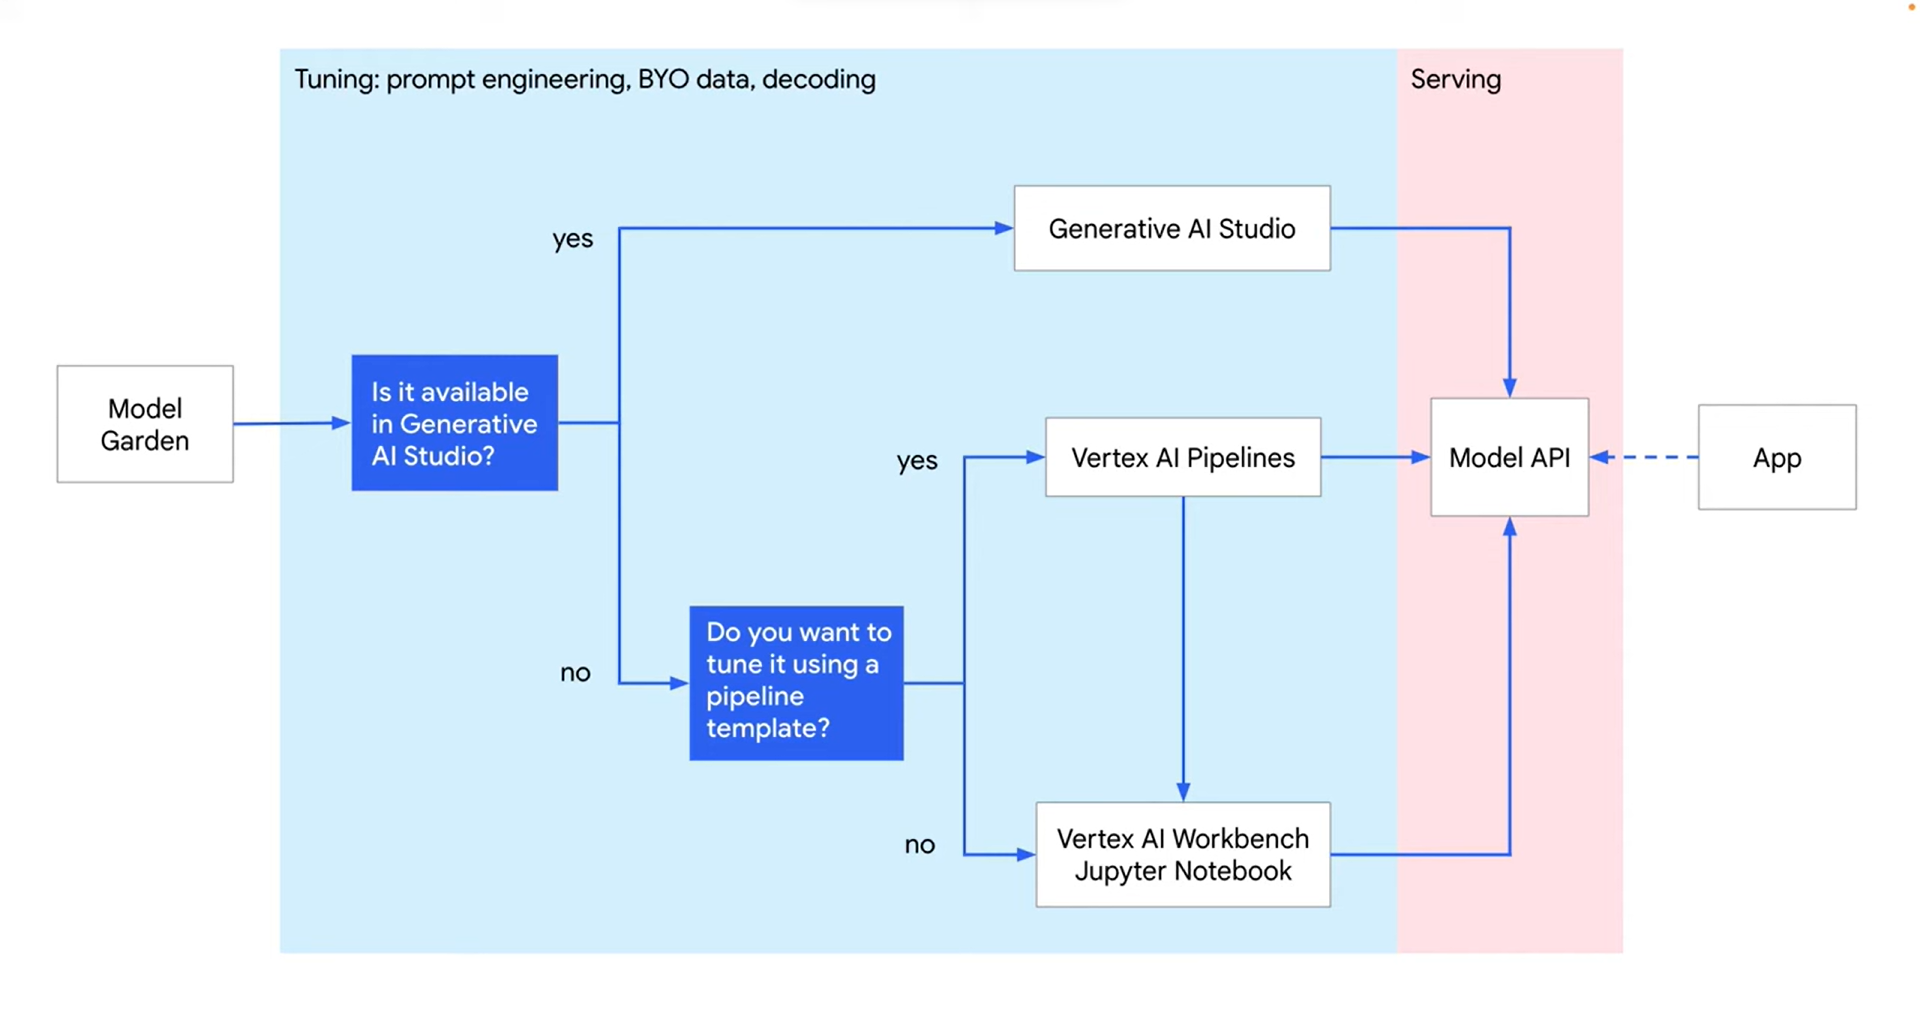 Tuning: prompt engineering, BYO data, decoding
Serving
yes
Generative AI Studio
Model
Garden
Is it available
in Generative
AI Studio?
yes
Vertex AI Pipelines
Model API
App
no
Do you want to
tune it using a
pipeline
template?
no
Vertex AI Workbench
Jupyter Notebook